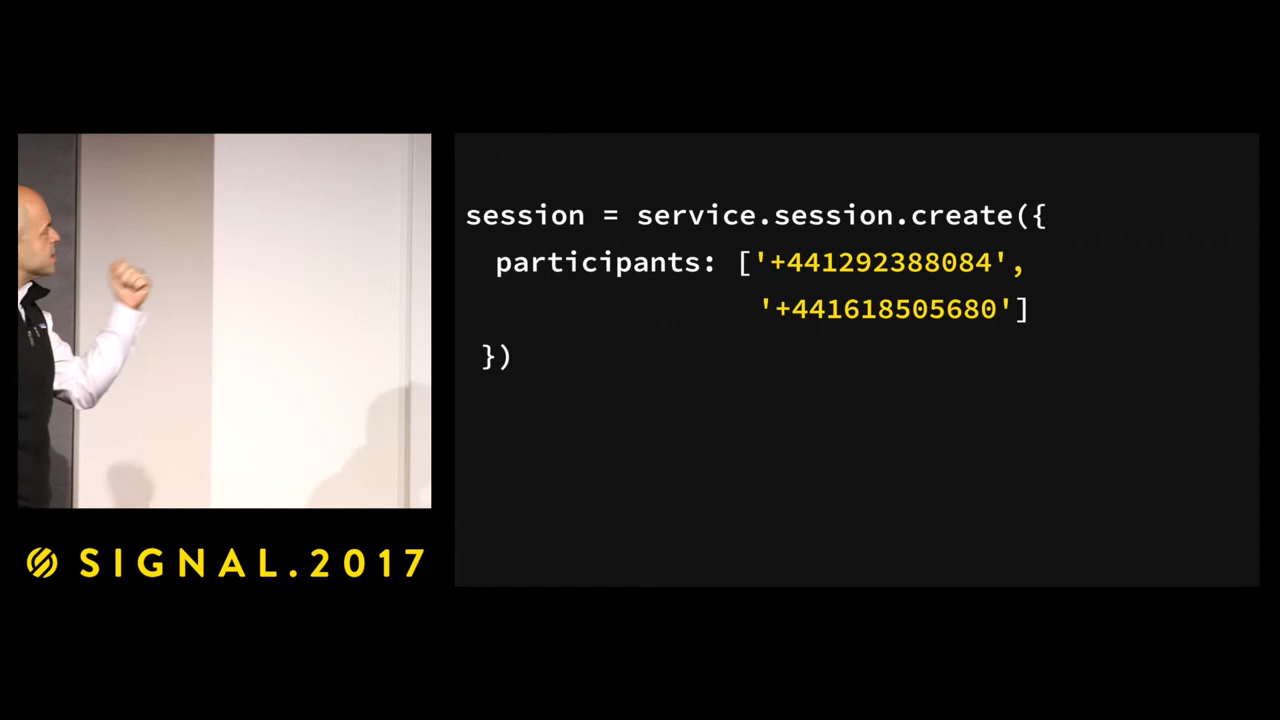 session = service.session.create({
participants: ['+441292388084',
'+441618505680']
})
SIGNAL.2017